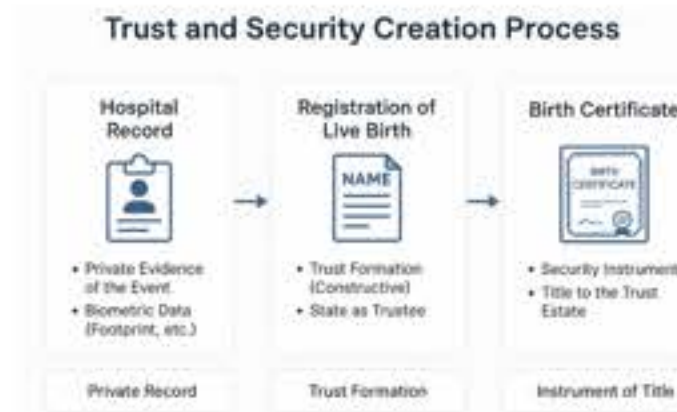 Trust and Security Creation Process
Hospital
Record
Registration of
Live Birth
NAME
Birth Certificate
BIRTH
CERTIFICATE
• Private Evidence
of the Event
• Biometric Data
(Footprint, etc.)
• Trust Formation
(Constructive)
• State as Trustee
• Security Instrument
• Title to the Trust
Estate
Private Record
Trust Formation
Instrument of Title